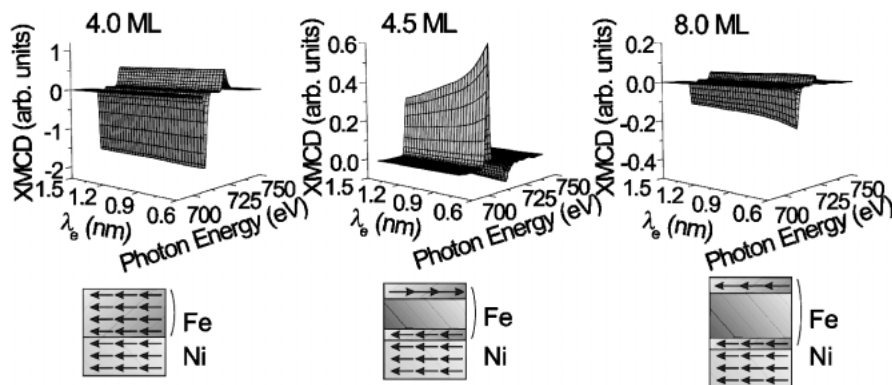 4.0 ML
4.5 ML
8.0 ML
XMCD (arb. units)
1
0
-1
-2
1.5
1.2
0.9
0.6
λe (nm)
700
725
750
Photon Energy (eV)
XMCD (arb. units)
0.6
0.4
0.2
0.0
1.5
1.2
0.9
0.6
λe (nm)
700
725
750
Photon Energy (eV)
XMCD (arb. units)
0.2
0.0
-0.2
-0.4
1.5
1.2
0.9
0.6
λe (nm)
700
725
750
Photon Energy (eV)
Fe
Ni
Fe
Ni
Fe
Ni